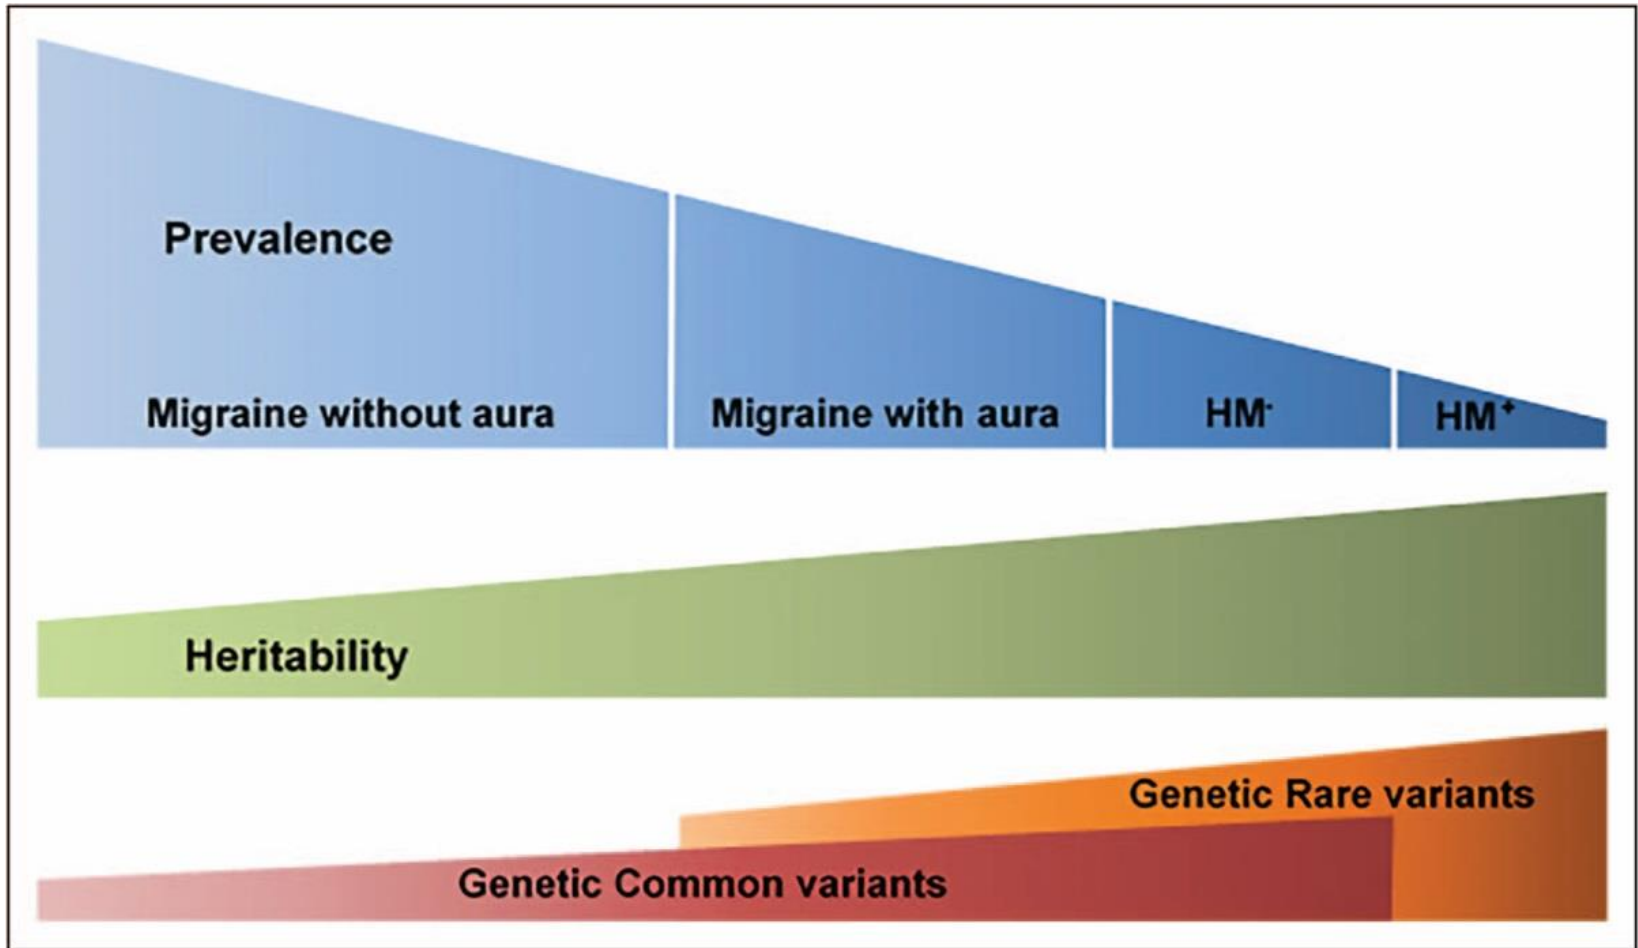 Prevalence
Migraine without aura
Migraine with aura
HM-
HM+
Heritability
Genetic Rare variants
Genetic Common variants